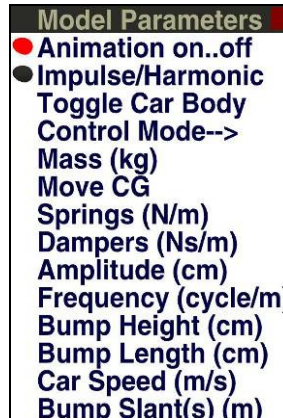 Model Parameters
Animation on..off
Impulse/Harmonic
Toggle Car Body
Control Mode-->
Mass (kg)
Move CG
Springs (N/m)
Dampers (Ns/m)
Amplitude (cm)
Frequency (cycle/m)
Bump Height (cm)
Bump Length (cm)
Car Speed (m/s)
Bump Slant(s) (m)